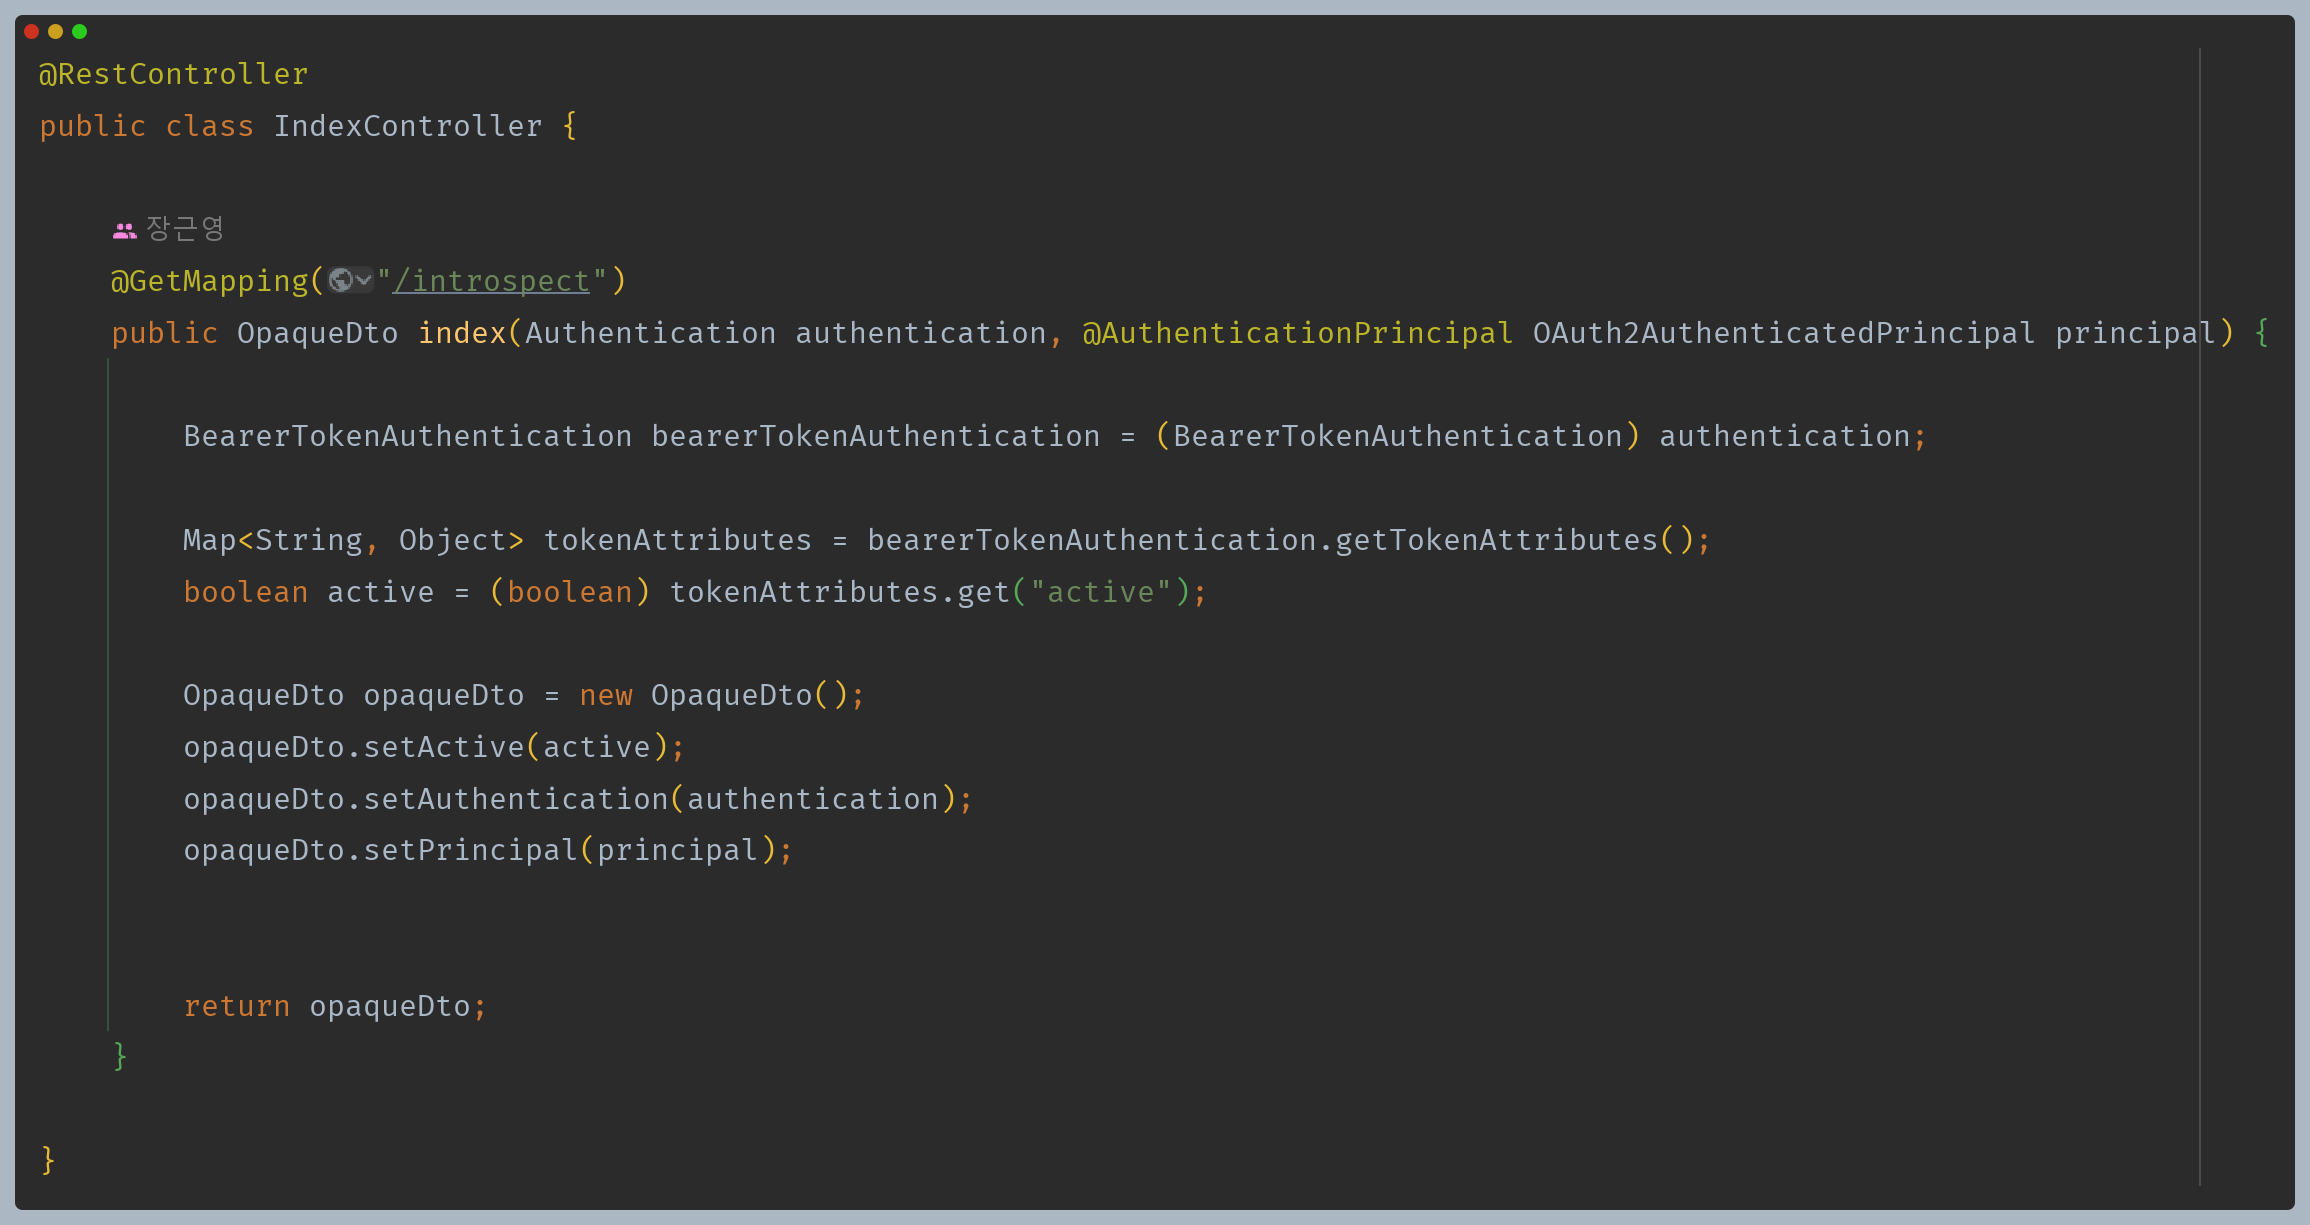 @RestController
public class IndexController {
장근영
@GetMapping("/introspect")
public OpaqueDto index(Authentication authentication, @AuthenticationPrincipal OAuth2AuthenticatedPrincipal principal) {
BearerTokenAuthentication bearerTokenAuthentication = (BearerTokenAuthentication) authentication;
Map<String, Object> tokenAttributes = bearerTokenAuthentication.getTokenAttributes();
boolean active = (boolean) tokenAttributes.get("active");
OpaqueDto opaqueDto = new OpaqueDto();
opaqueDto.setActive(active);
opaqueDto.setAuthentication(authentication);
opaqueDto.setPrincipal(principal);
return opaqueDto;
}
}